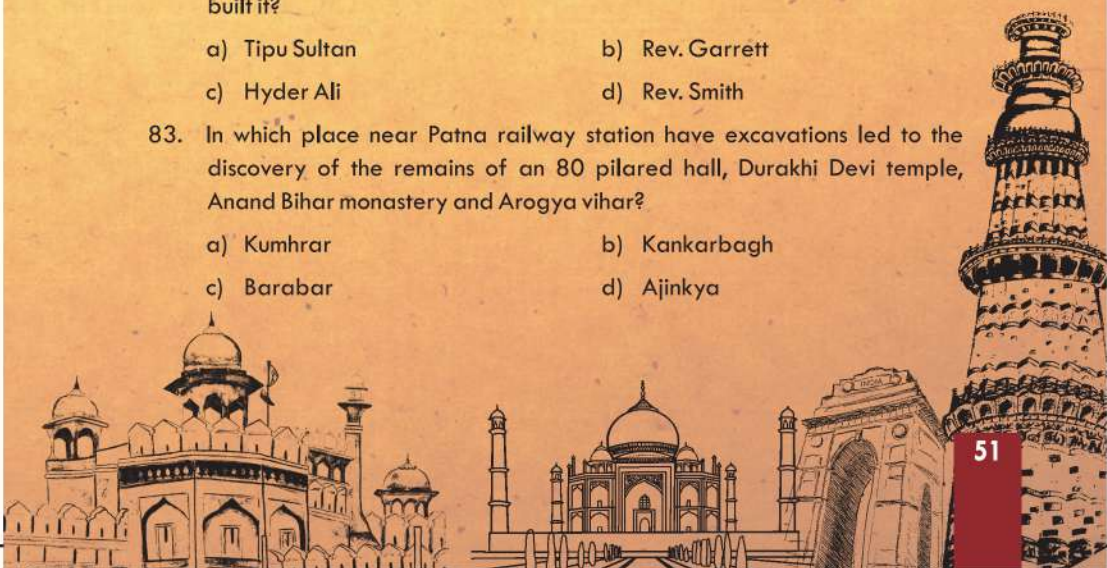 built it?
a) Tipu Sultan
b) Rev. Garrett
c) Hyder Ali
d) Rev. Smith
83. In which place near Patna railway station have excavations led to the
discovery of the remains of an 80 pilared hall, Durakhi Devi temple,
Anand Bihar monastery and Arogya vihar?
a) Kumhrar
b) Kankarbagh
c) Barabar
d) Ajinkya
INDIA
51